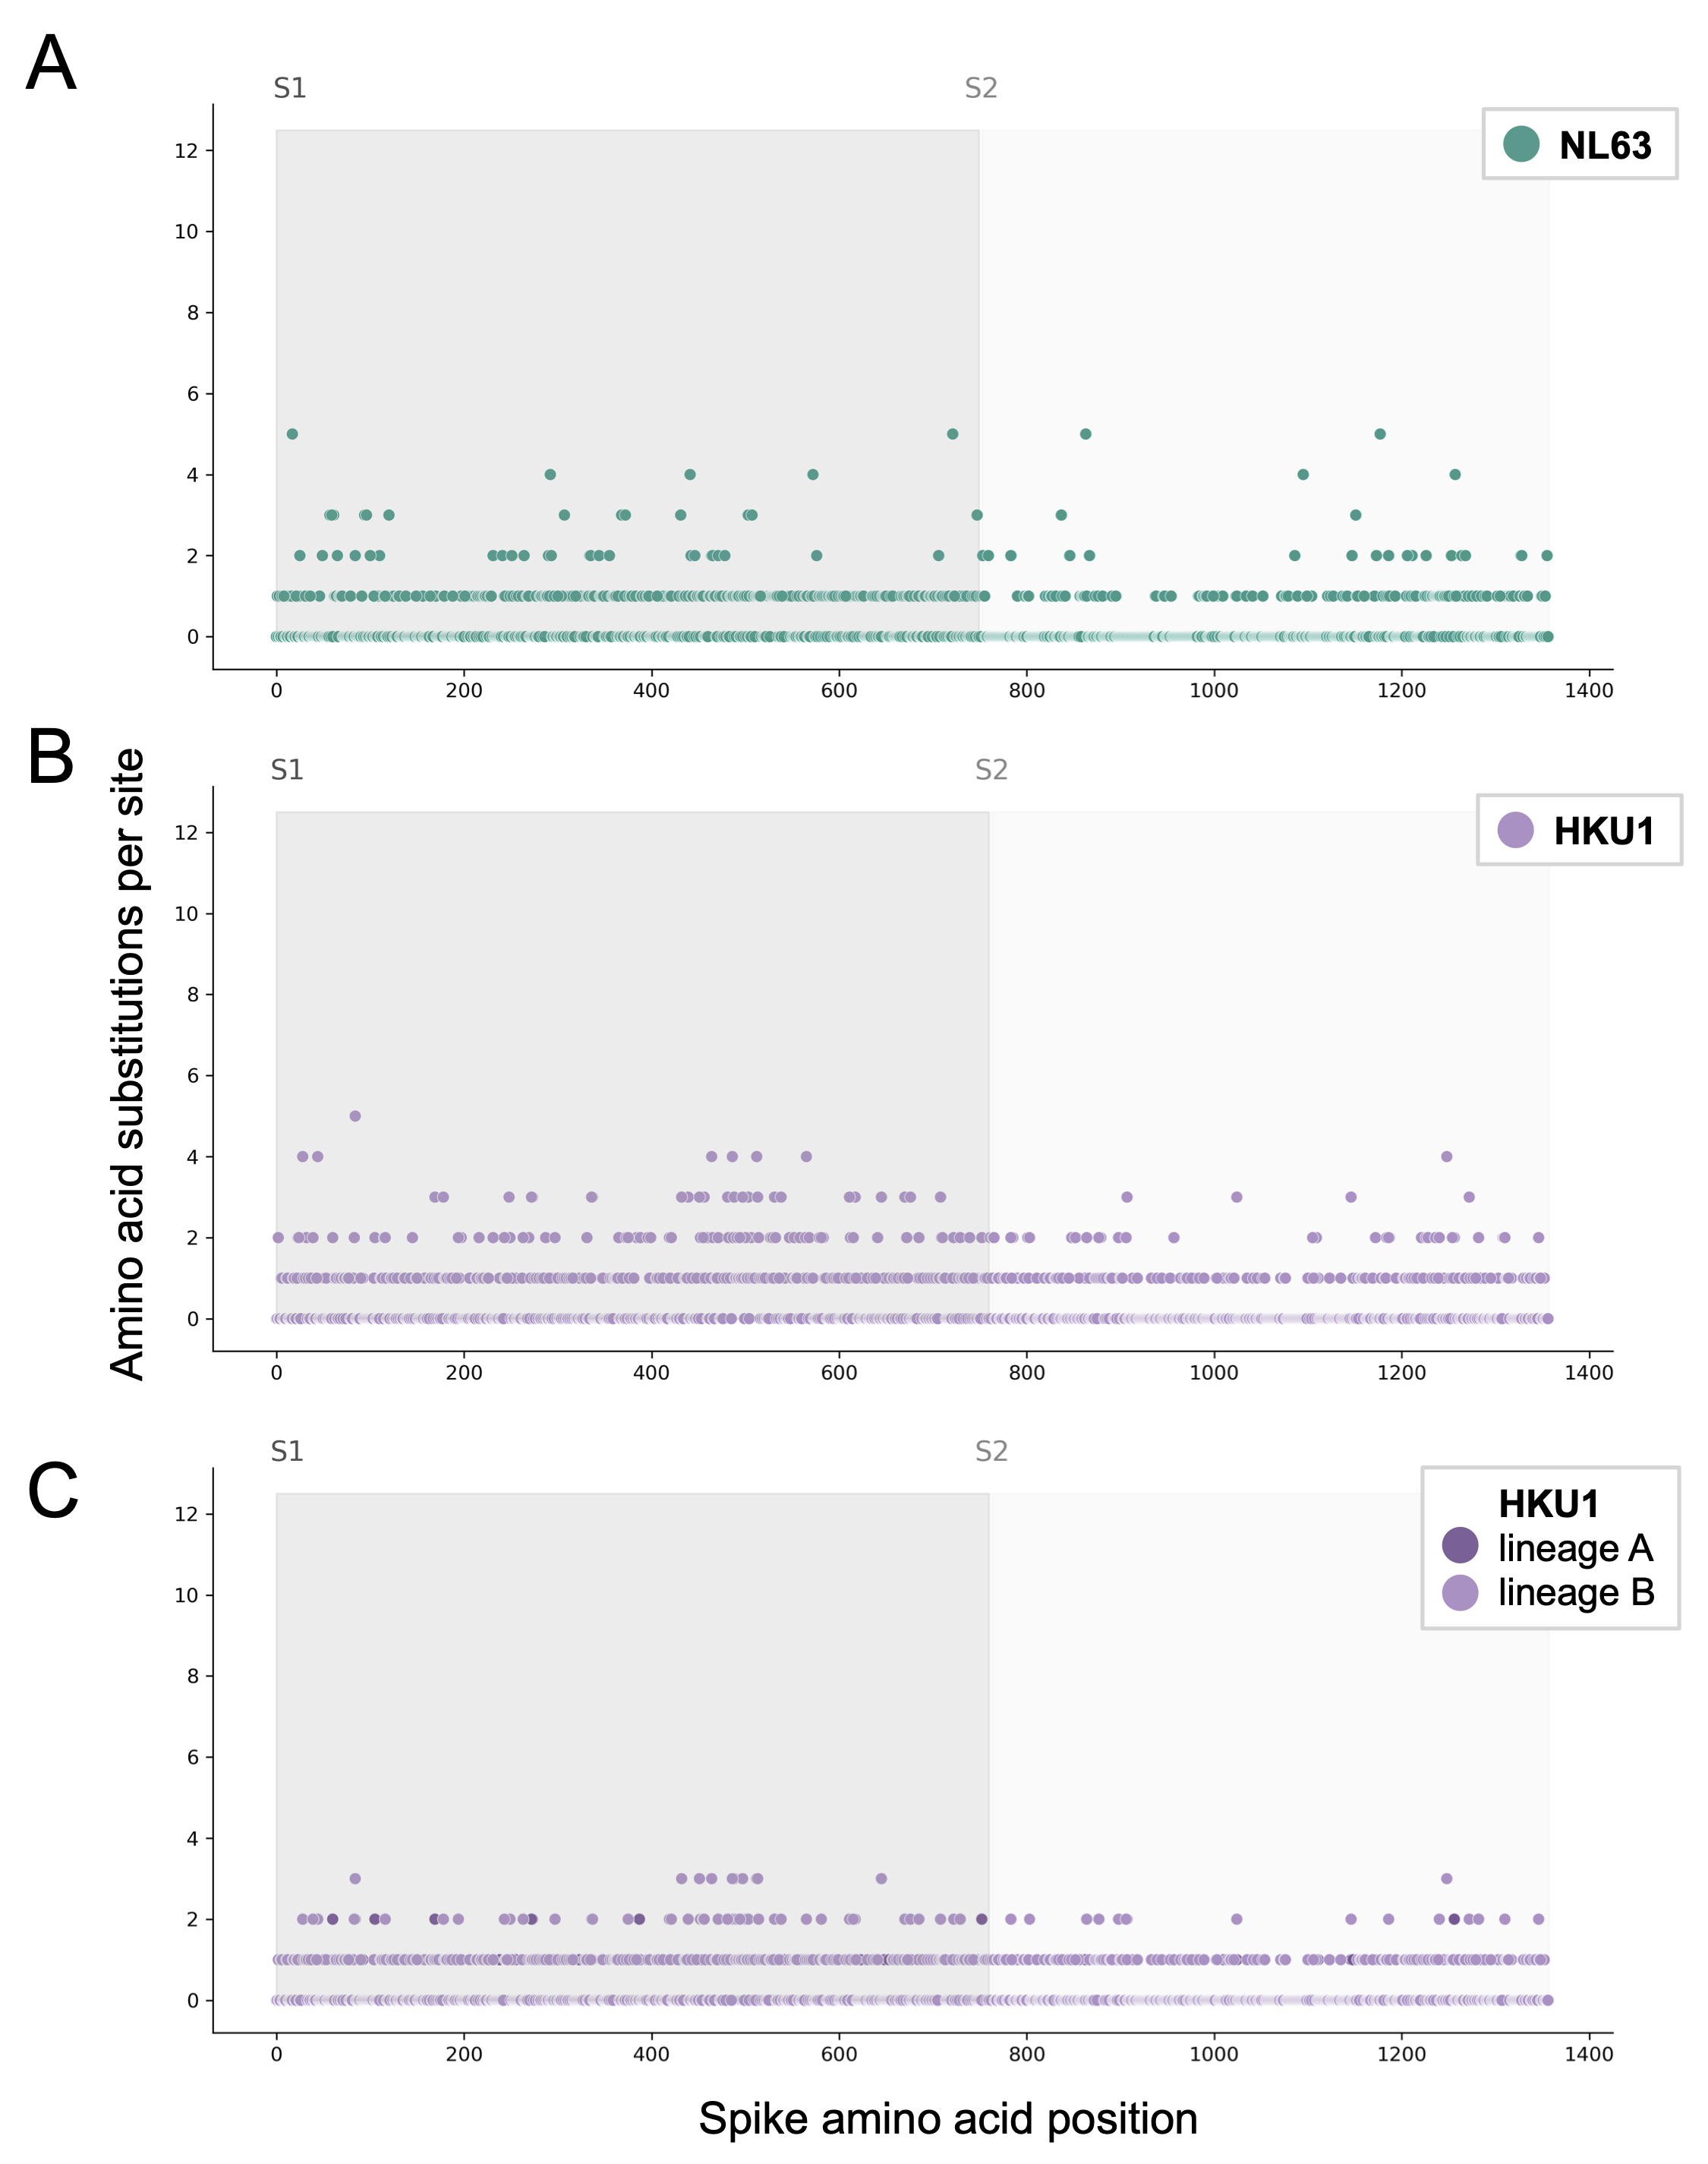 A
S1 S2
NL63
12
10
8
6
4
2
0
0 200 400 600 800 1000 1200 1400
B
Amino acid substitutions per site
S1 S2
HKU1
12
10
8
6
4
2
0
0 200 400 600 800 1000 1200 1400
C
S1 S2
HKU1
lineage A
lineage B
12
10
8
6
4
2
0
0 200 400 600 800 1000 1200 1400
Spike amino acid position